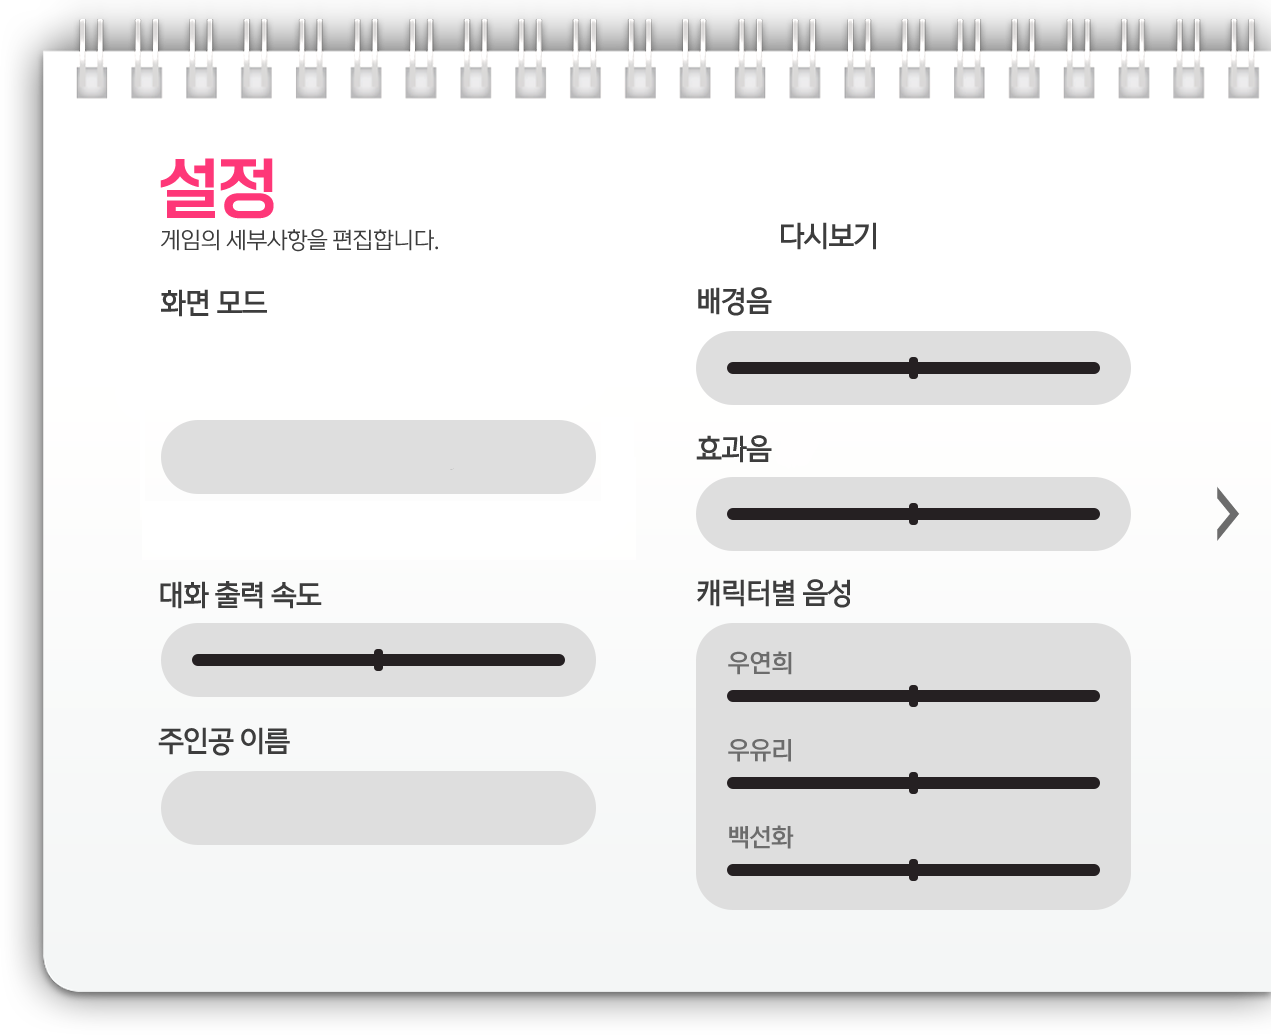 설정
게임의 세부사항을 편집합니다.
화면 모드
대화 출력 속도
주인공 이름
다시보기
배경음
효과음
캐릭터별 음성
우연희
우유리
백선화